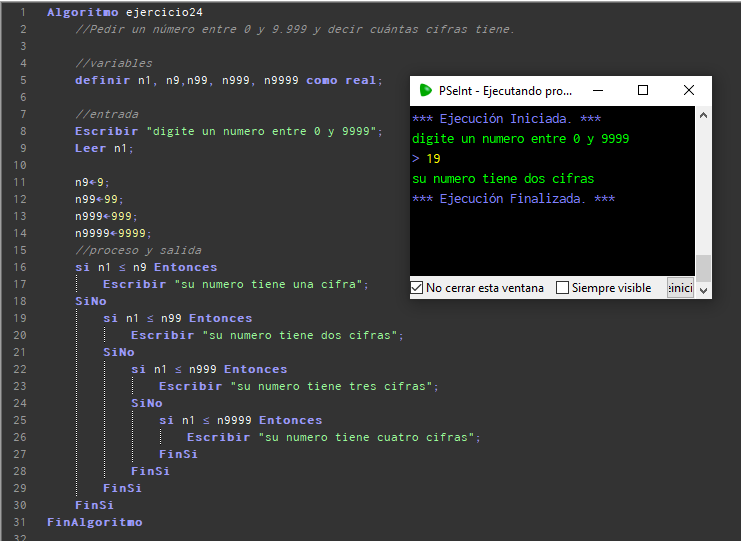 1 Algoritmo ejercicio24
2 //Pedir un número entre 0 y 9.999 y decir cuántas cifras tiene.
3
4 //variables
5 definir n1, n9,n99, n999, n9999 como real;
6
7 //entrada
8 Escribir "digite un numero entre 0 y 9999";
9 Leer n1;
10
11 n9←9;
12 n99←99;
13 n999←999;
14 n9999←9999;
15 //proceso y salida
16 si n1 ≤ n9 Entonces
17 Escribir "su numero tiene una cifra";
18 SiNo
19 si n1 ≤ n99 Entonces
20 Escribir "su numero tiene dos cifras";
21 SiNo
22 si n1 ≤ n999 Entonces
23 Escribir "su numero tiene tres cifras";
24 SiNo
25 si n1 ≤ n9999 Entonces
26 Escribir "su numero tiene cuatro cifras";
27 FinSi
28 FinSi
29 FinSi
30 FinSi
31 FinAlgoritmo
32
PSeInt - Ejecutando pro...
*** Ejecución Iniciada. ***
digite un numero entre 0 y 9999
> 19
su numero tiene dos cifras
*** Ejecución Finalizada. ***
No cerrar esta ventana Siempre visible